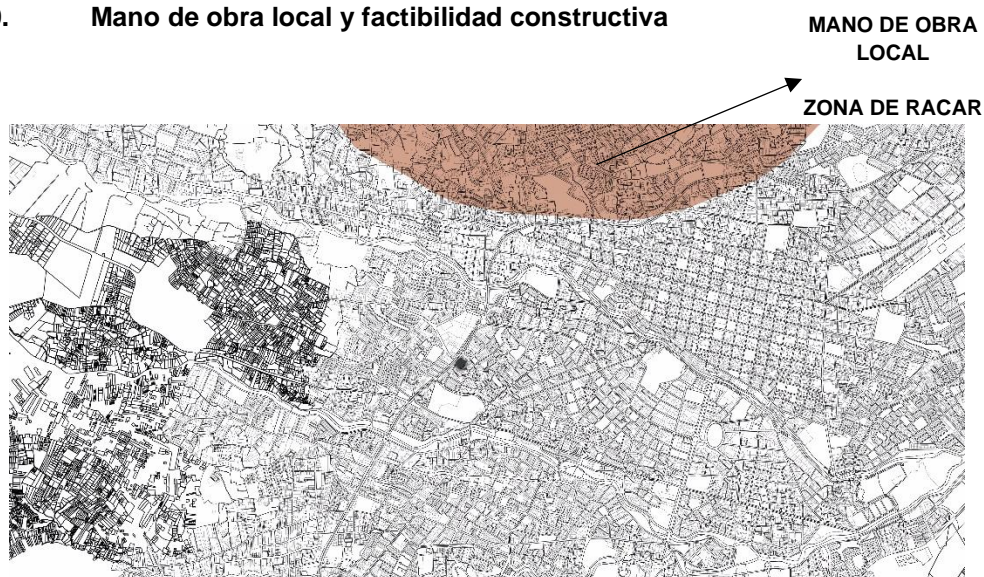 . Mano de obra local y factibilidad constructiva
MANO DE OBRA
LOCAL
ZONA DE RACAR